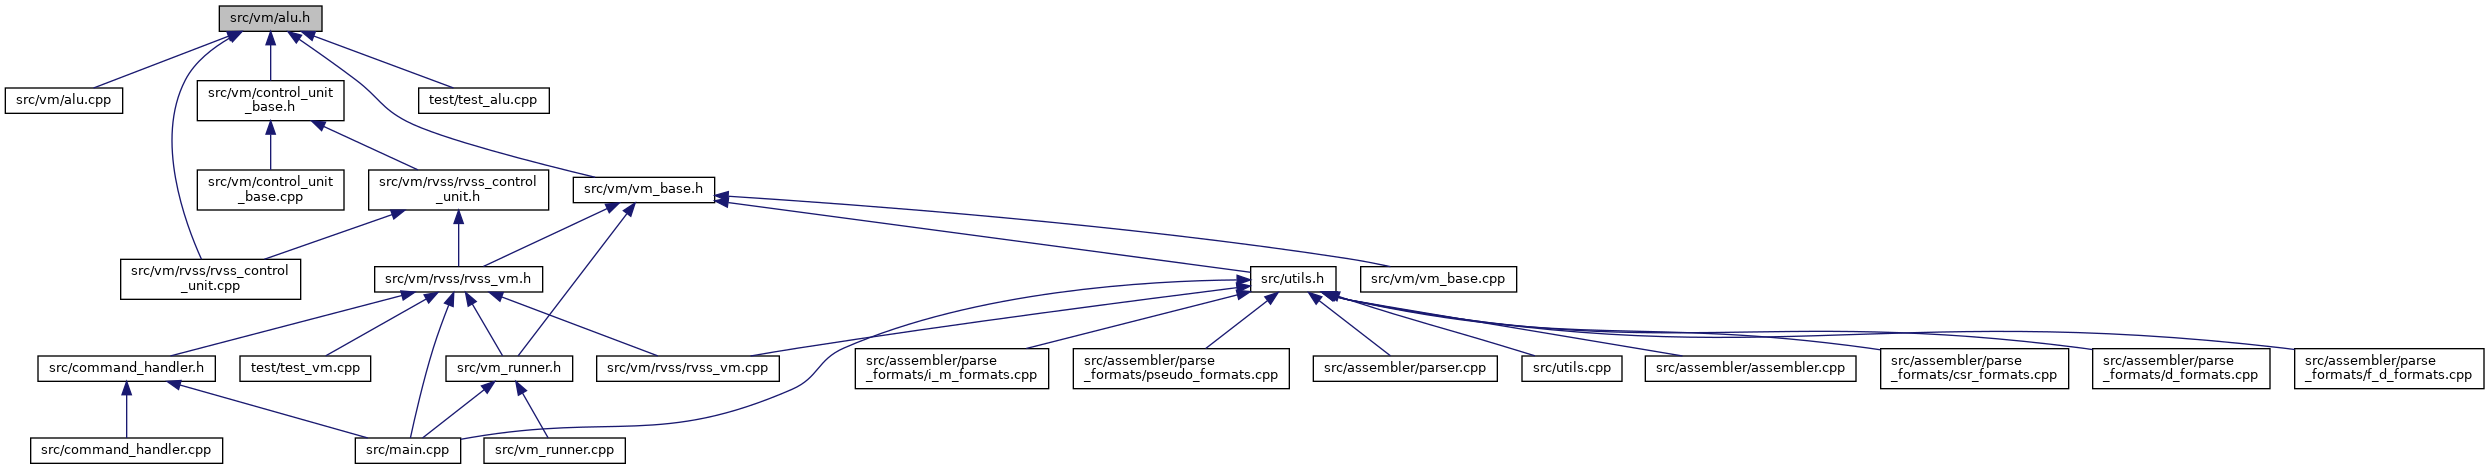 src/vm/alu.h
src/vm/alu.cpp
src/vm/control_unit
_base.h
test/test_alu.cpp
src/vm/control_unit
_base.cpp
src/vm/rvss/rvss_control
_unit.h
src/vm/vm_base.h
src/vm/rvss/rvss_control
_unit.cpp
src/vm/rvss/rvss_vm.h
src/utils.h
src/vm/vm_base.cpp
src/command_handler.h
test/test_vm.cpp
src/vm_runner.h
src/vm/rvss/rvss_vm.cpp
src/assembler/parse
_formats/i_m_formats.cpp
src/assembler/parse
_formats/pseudo_formats.cpp
src/assembler/parser.cpp
src/utils.cpp
src/assembler/assembler.cpp
src/assembler/parse
_formats/csr_formats.cpp
src/assembler/parse
_formats/d_formats.cpp
src/assembler/parse
_formats/f_d_formats.cpp
src/command_handler.cpp
src/main.cpp
src/vm_runner.cpp